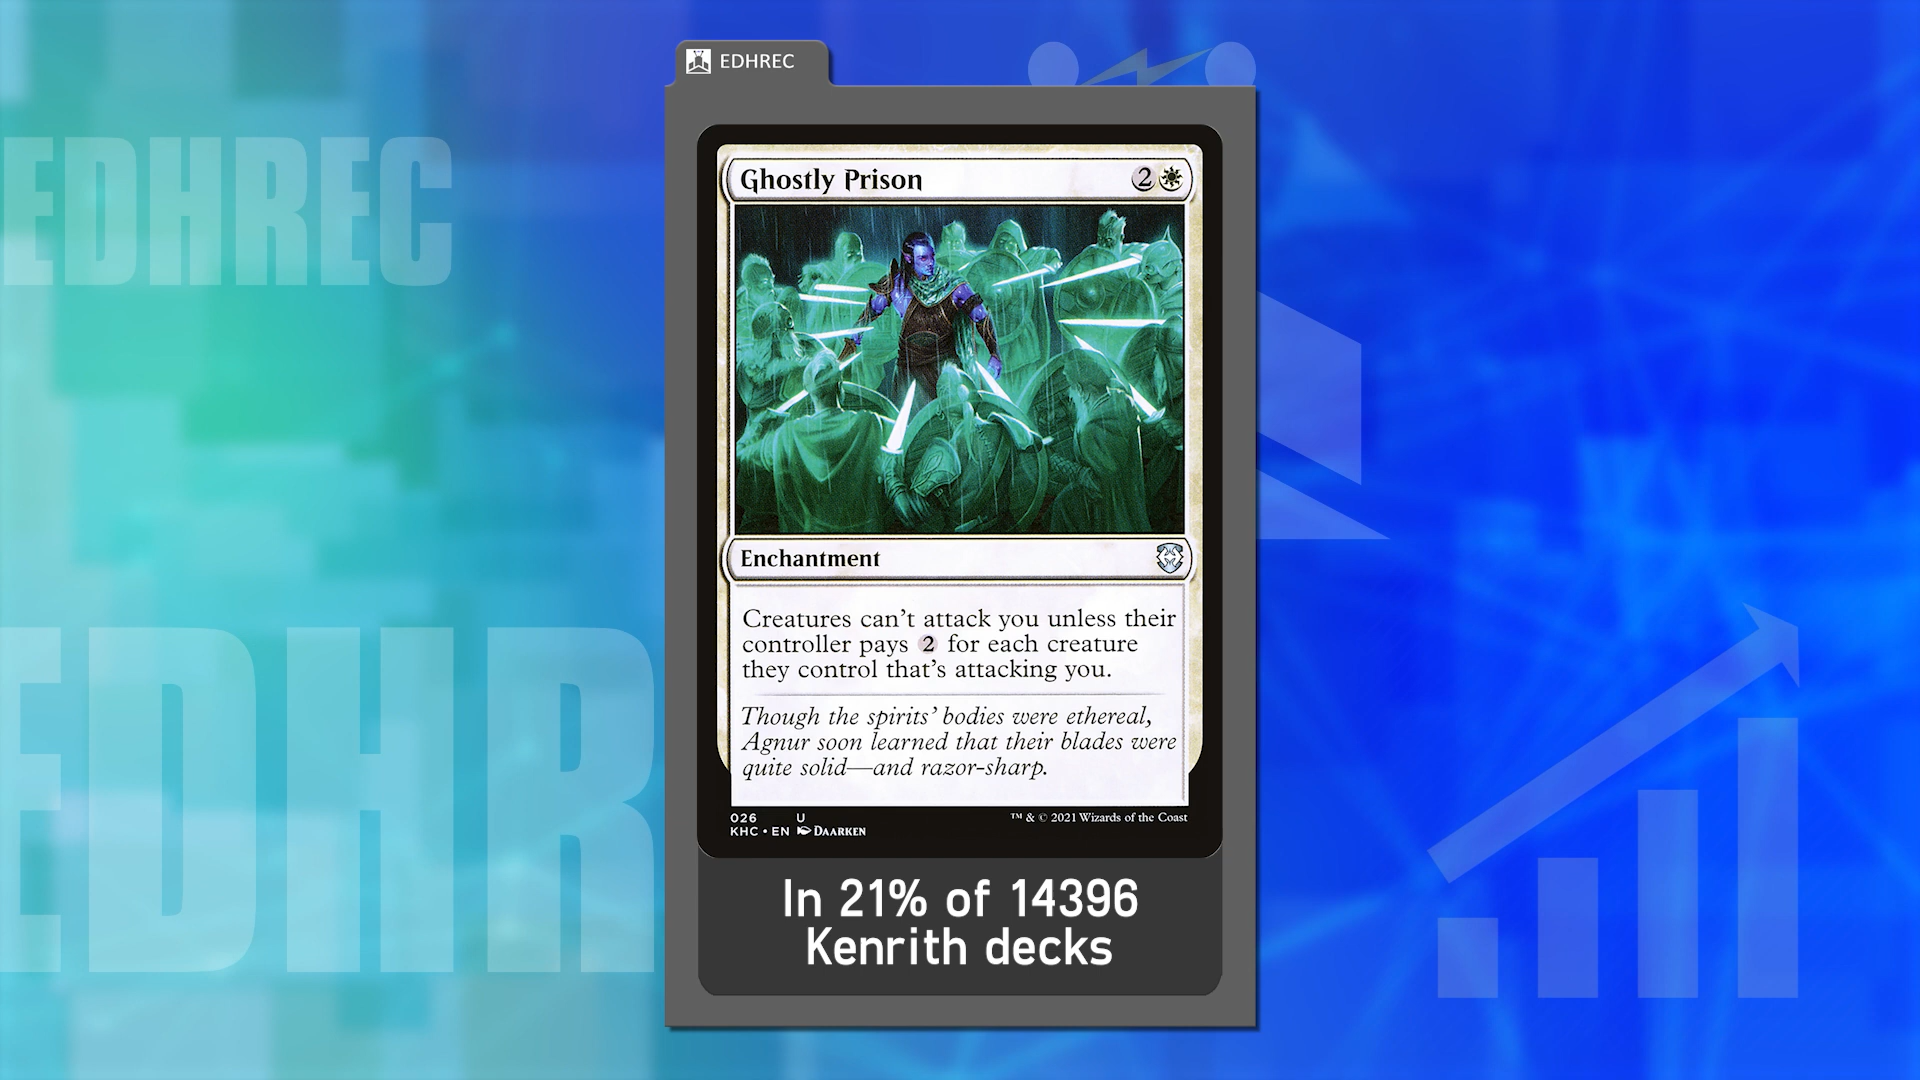 EDHREC
EDHREC
Ghostly Prison 2
Enchantment
Creatures can't attack you unless their
controller pays 2 for each creature
they control that's attacking you.
Though the spirits' bodies were ethereal,
Agnur soon learned that their blades were
quite solid—and razor-sharp.
026 U
KHC • EN DAARKEN
™ & © 2021 Wizards of the Coast
In 21% of 14396
Kenrith decks
EDHR